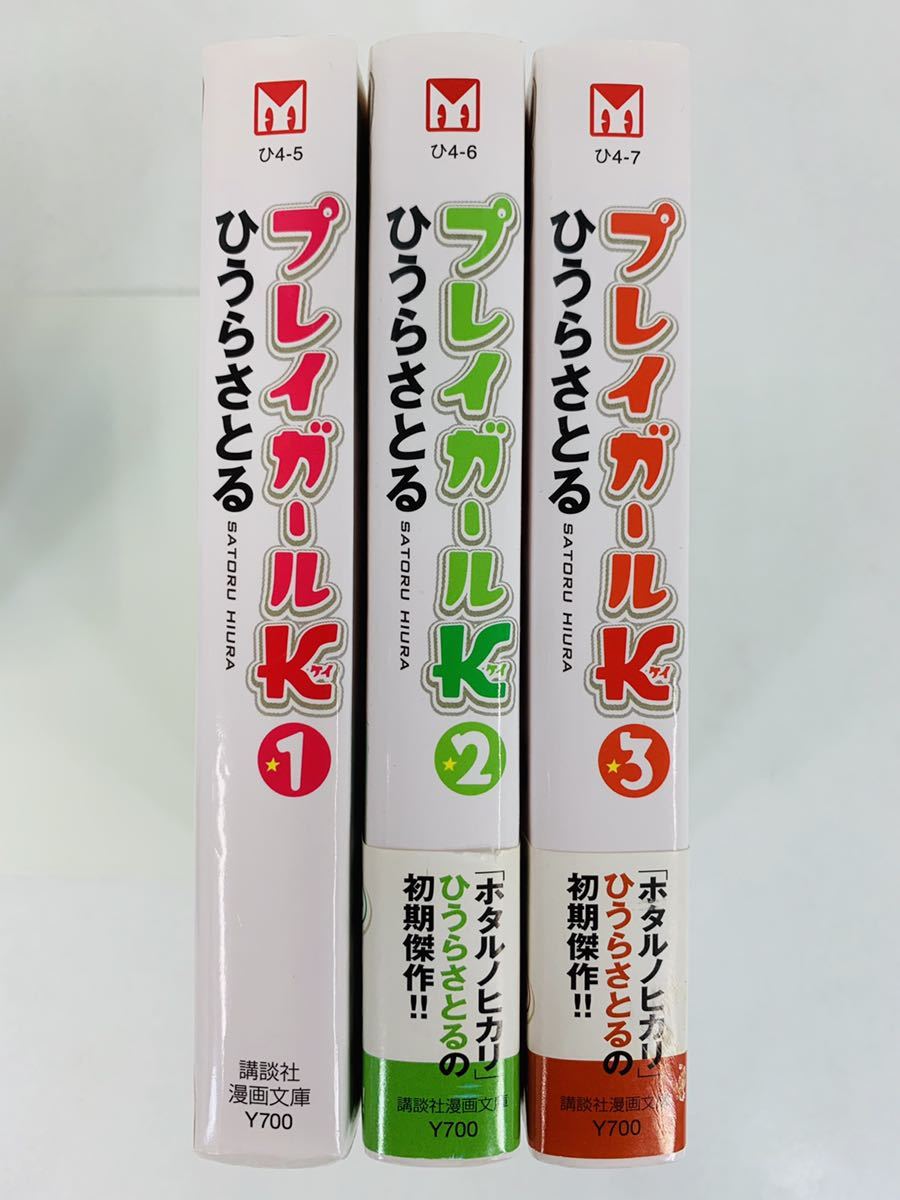 ひ4-5
プレイガールK
ケイ
ひうらさとる
SATORU HIURA
1
講談社
漫画文庫
Y700
ひ4-6
プレイガールK
ケイ
ひうらさとる
SATORU HIURA
2
「ホタルノヒカリ」
ひうらさとるの
初期傑作!!
講談社漫画文庫
Y700
ひ4-7
プレイガールK
ケイ
ひうらさとる
SATORU HIURA
3
「ホタルノヒカリ」
ひうらさとるの
初期傑作!!
講談社漫画文庫
Y700